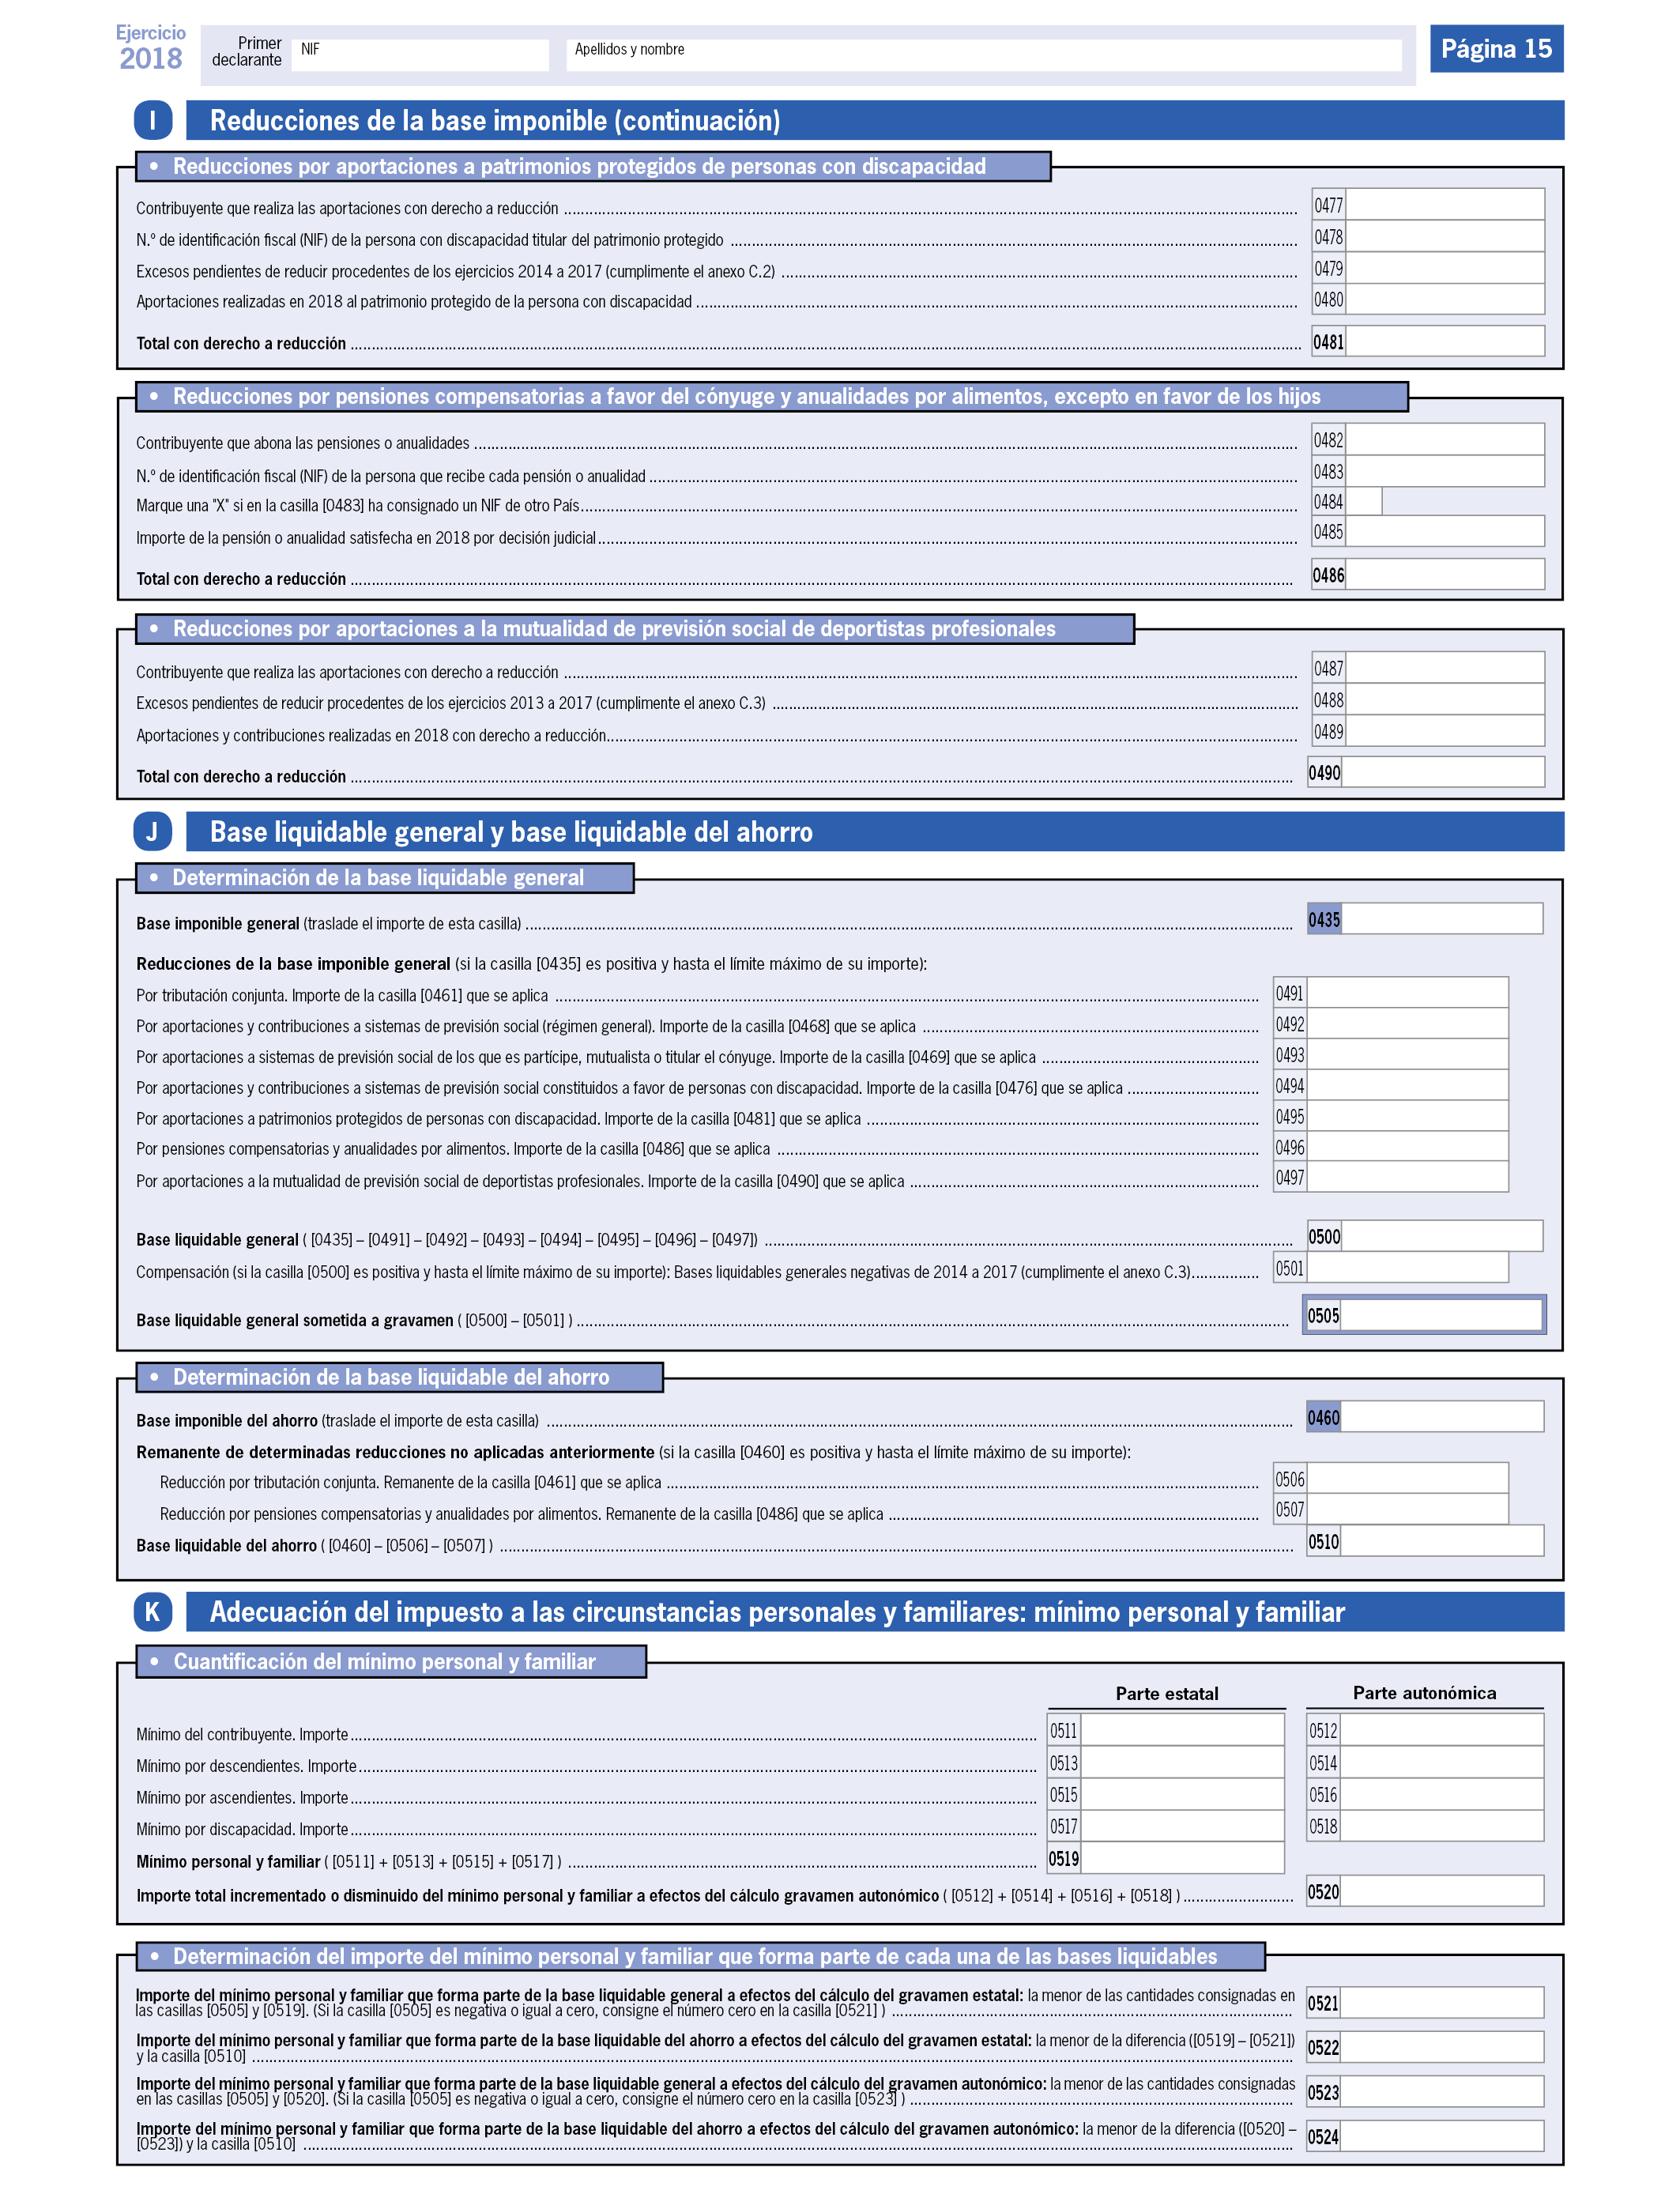 Ejercicio
2018
Primer
declarante
NIF
Apellidos y nombre
Página 15
I
Reducciones de la base imponible (continuación)
• Reducciones por aportaciones a patrimonios protegidos de personas con discapacidad
Contribuyente que realiza las aportaciones con derecho a reducción 0477
N.º de identificación fiscal (NIF) de la persona con discapacidad titular del patrimonio protegido 0478
Excesos pendientes de reducir procedentes de los ejercicios 2014 a 2017 (cumplimente el anexo C.2) 0479
Aportaciones realizadas en 2018 al patrimonio protegido de la persona con discapacidad 0480
Total con derecho a reducción 0481
• Reducciones por pensiones compensatorias a favor del cónyuge y anualidades por alimentos, excepto en favor de los hijos
Contribuyente que abona las pensiones o anualidades 0482
N.º de identificación fiscal (NIF) de la persona que recibe cada pensión o anualidad 0483
Marque una "X" si en la casilla [0483] ha consignado un NIF de otro País 0484
Importe de la pensión o anualidad satisfecha en 2018 por decisión judicial 0485
Total con derecho a reducción 0486
• Reducciones por aportaciones a la mutualidad de previsión social de deportistas profesionales
Contribuyente que realiza las aportaciones con derecho a reducción 0487
Excesos pendientes de reducir procedentes de los ejercicios 2013 a 2017 (cumplimente el anexo C.3) 0488
Aportaciones y contribuciones realizadas en 2018 con derecho a reducción 0489
Total con derecho a reducción 0490
J
Base liquidable general y base liquidable del ahorro
• Determinación de la base liquidable general
Base imponible general (traslade el importe de esta casilla) 0435
Reducciones de la base imponible general (si la casilla [0435] es positiva y hasta el límite máximo de su importe):
Por tributación conjunta. Importe de la casilla [0461] que se aplica 0491
Por aportaciones y contribuciones a sistemas de previsión social (régimen general). Importe de la casilla [0468] que se aplica 0492
Por aportaciones a sistemas de previsión social de los que es partícipe, mutualista o titular el cónyuge. Importe de la casilla [0469] que se aplica 0493
Por aportaciones y contribuciones a sistemas de previsión social constituidos a favor de personas con discapacidad. Importe de la casilla [0476] que se aplica 0494
Por aportaciones a patrimonios protegidos de personas con discapacidad. Importe de la casilla [0481] que se aplica 0495
Por pensiones compensatorias y anualidades por alimentos. Importe de la casilla [0486] que se aplica 0496
Por aportaciones a la mutualidad de previsión social de deportistas profesionales. Importe de la casilla [0490] que se aplica 0497
Base liquidable general ( [0435] – [0491] – [0492] – [0493] – [0494] – [0495] – [0496] – [0497]) 0500
Compensación (si la casilla [0500] es positiva y hasta el límite máximo de su importe): Bases liquidables generales negativas de 2014 a 2017 (cumplimente el anexo C.3) 0501
Base liquidable general sometida a gravamen ( [0500] – [0501] ) 0505
• Determinación de la base liquidable del ahorro
Base imponible del ahorro (traslade el importe de esta casilla) 0460
Remanente de determinadas reducciones no aplicadas anteriormente (si la casilla [0460] es positiva y hasta el límite máximo de su importe):
Reducción por tributación conjunta. Remanente de la casilla [0461] que se aplica 0506
Reducción por pensiones compensatorias y anualidades por alimentos. Remanente de la casilla [0486] que se aplica 0507
Base liquidable del ahorro ( [0460] – [0506] – [0507] ) 0510
K
Adecuación del impuesto a las circunstancias personales y familiares: mínimo personal y familiar
• Cuantificación del mínimo personal y familiar
Parte estatal Parte autonómica
Mínimo del contribuyente. Importe 0511 0512
Mínimo por descendientes. Importe 0513 0514
Mínimo por ascendientes. Importe 0515 0516
Mínimo por discapacidad. Importe 0517 0518
Mínimo personal y familiar ( [0511] + [0513] + [0515] + [0517] ) 0519
Importe total incrementado o disminuido del mínimo personal y familiar a efectos del cálculo gravamen autonómico ( [0512] + [0514] + [0516] + [0518] ) 0520
• Determinación del importe del mínimo personal y familiar que forma parte de cada una de las bases liquidables
Importe del mínimo personal y familiar que forma parte de la base liquidable general a efectos del cálculo del gravamen estatal: la menor de las cantidades consignadas en
las casillas [0505] y [0519]. (Si la casilla [0505] es negativa o igual a cero, consigne el número cero en la casilla [0521] ) 0521
Importe del mínimo personal y familiar que forma parte de la base liquidable del ahorro a efectos del cálculo del gravamen estatal: la menor de la diferencia ([0519] – [0521])
y la casilla [0510] 0522
Importe del mínimo personal y familiar que forma parte de la base liquidable general a efectos del cálculo del gravamen autonómico: la menor de las cantidades consignadas
en las casillas [0505] y [0520]. (Si la casilla [0505] es negativa o igual a cero, consigne el número cero en la casilla [0523] ) 0523
Importe del mínimo personal y familiar que forma parte de la base liquidable del ahorro a efectos del cálculo del gravamen autonómico: la menor de la diferencia ([0520] –
[0523]) y la casilla [0510] 0524